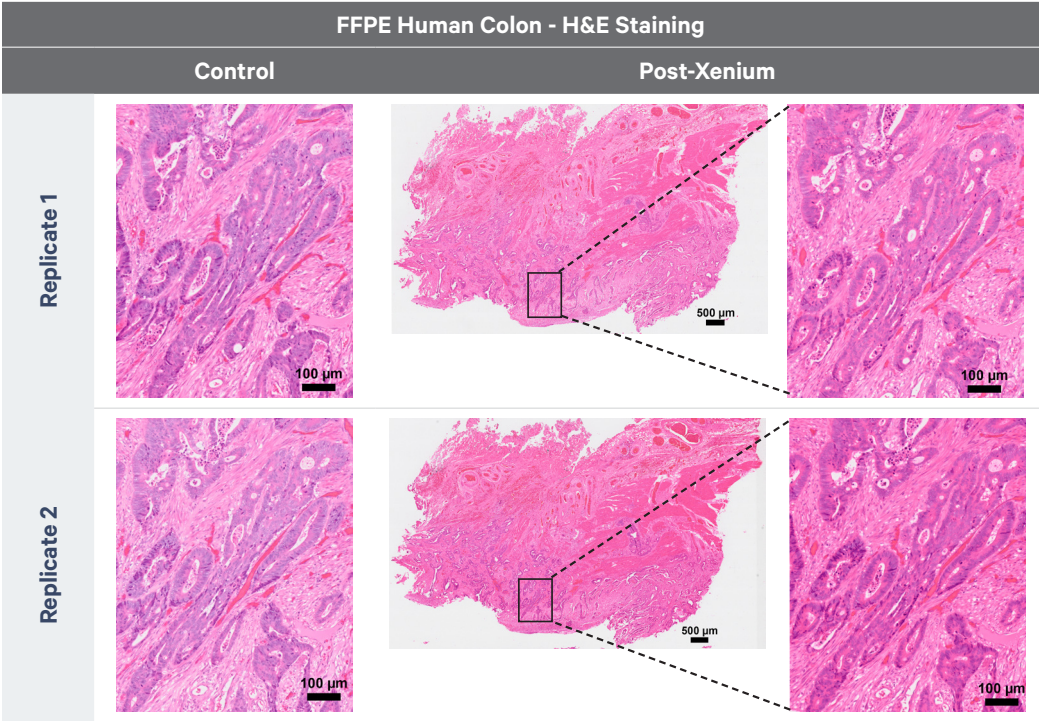 FFPE Human Colon - H&E Staining
Control
Post-Xenium
Replicate 1
100 µm
500 µm
100 µm
Replicate 2
100 µm
500 µm
100 µm